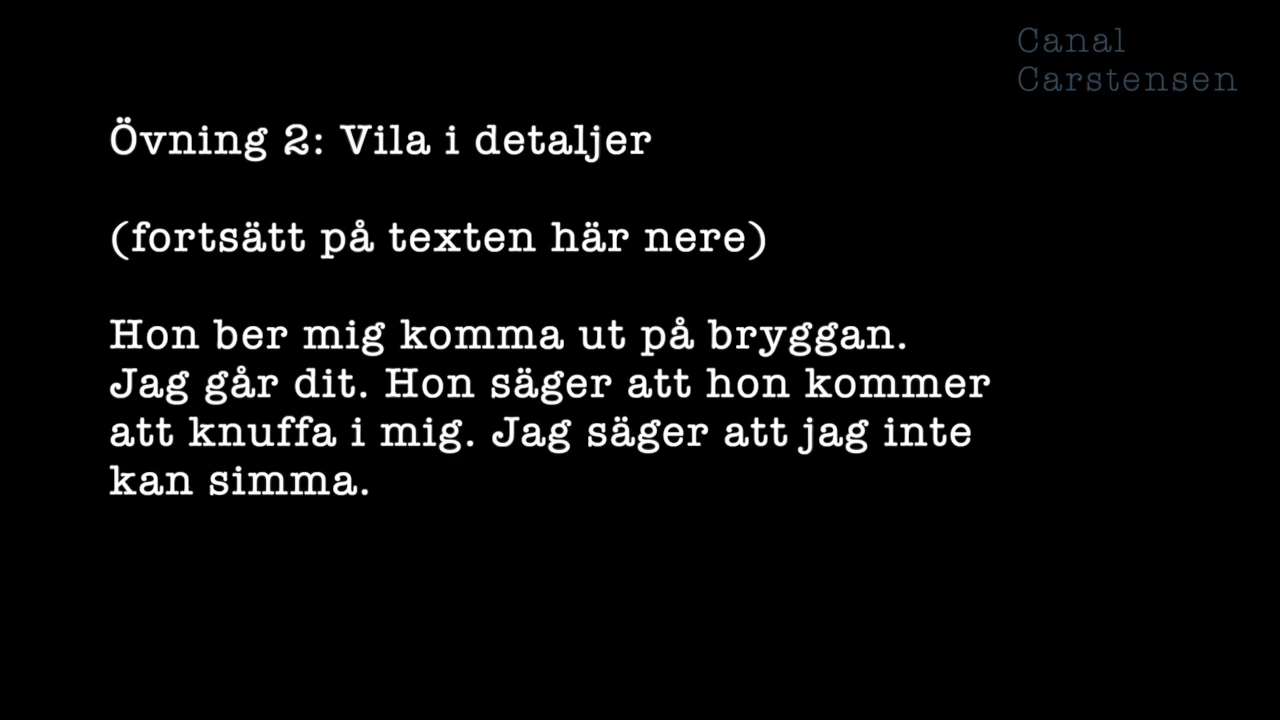 Canal
Carstensen
Övning 2: Vila i detaljer
(fortsätt på texten här nere)
Hon ber mig komma ut på bryggan.
Jag går dit. Hon säger att hon kommer
att knuffa i mig. Jag säger att jag inte
kan simma.